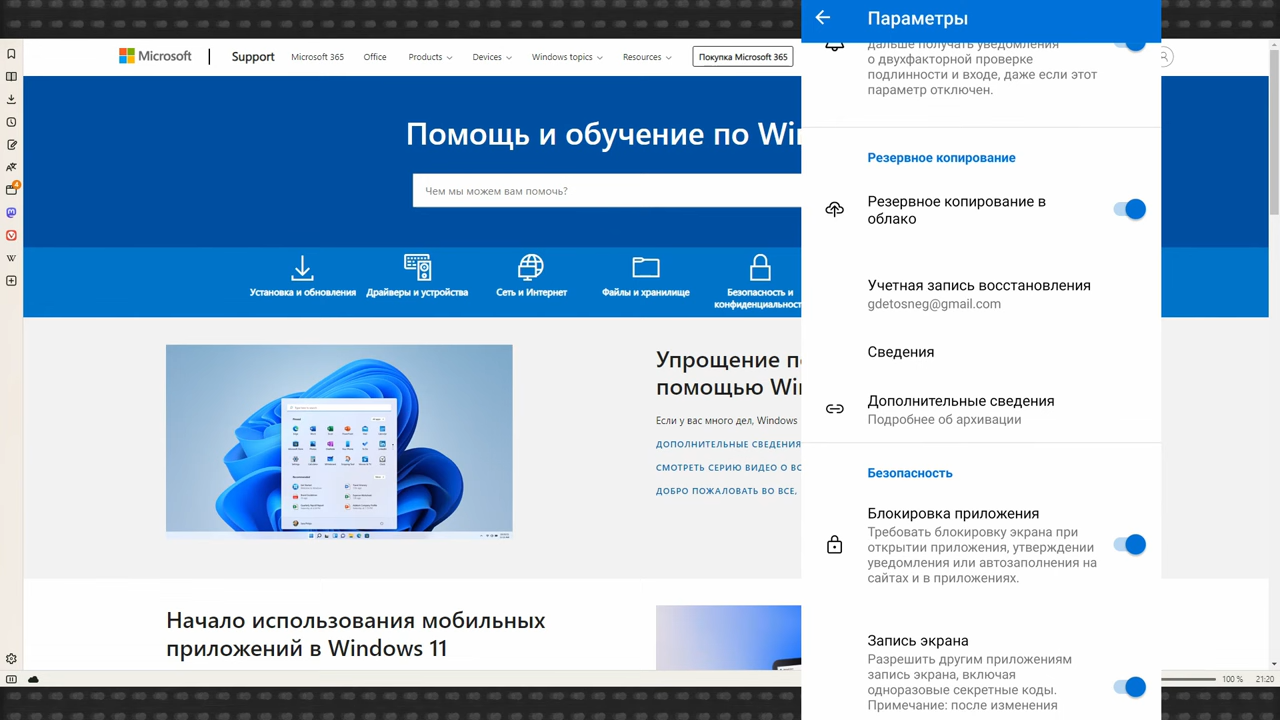 Microsoft
Support
Microsoft 365
Office
Products
Devices
Windows topics
Resources
Покупка Microsoft 365
Помощь и обучение по Wi
Чем мы можем вам помочь?
Установка и обновления
Драйверы и устройства
Сеть и Интернет
Файлы и хранилище
Безопасность и
конфиденциальност
Упрощение п
помощью Wi
Если у вас много дел, Windows
ДОПОЛНИТЕЛЬНЫЕ СВЕДЕНИЯ
СМОТРЕТЬ СЕРИЮ ВИДЕО О ВО
ДОБРО ПОЖАЛОВАТЬ ВО ВСЕ,
Начало использования мобильных
приложений в Windows 11
4
W
100 %
21:20
Параметры
дальше получать уведомления
о двухфакторной проверке
подлинности и входе, даже если этот
параметр отключен.
Резервное копирование
Резервное копирование в
облако
Учетная запись восстановления
gdetosneg@gmail.com
Сведения
Дополнительные сведения
Подробнее об архивации
Безопасность
Блокировка приложения
Требовать блокировку экрана при
открытии приложения, утверждении
уведомления или автозаполнения на
сайтах и в приложениях.
Запись экрана
Разрешить другим приложениям
запись экрана, включая
одноразовые секретные коды.
Примечание: после изменения